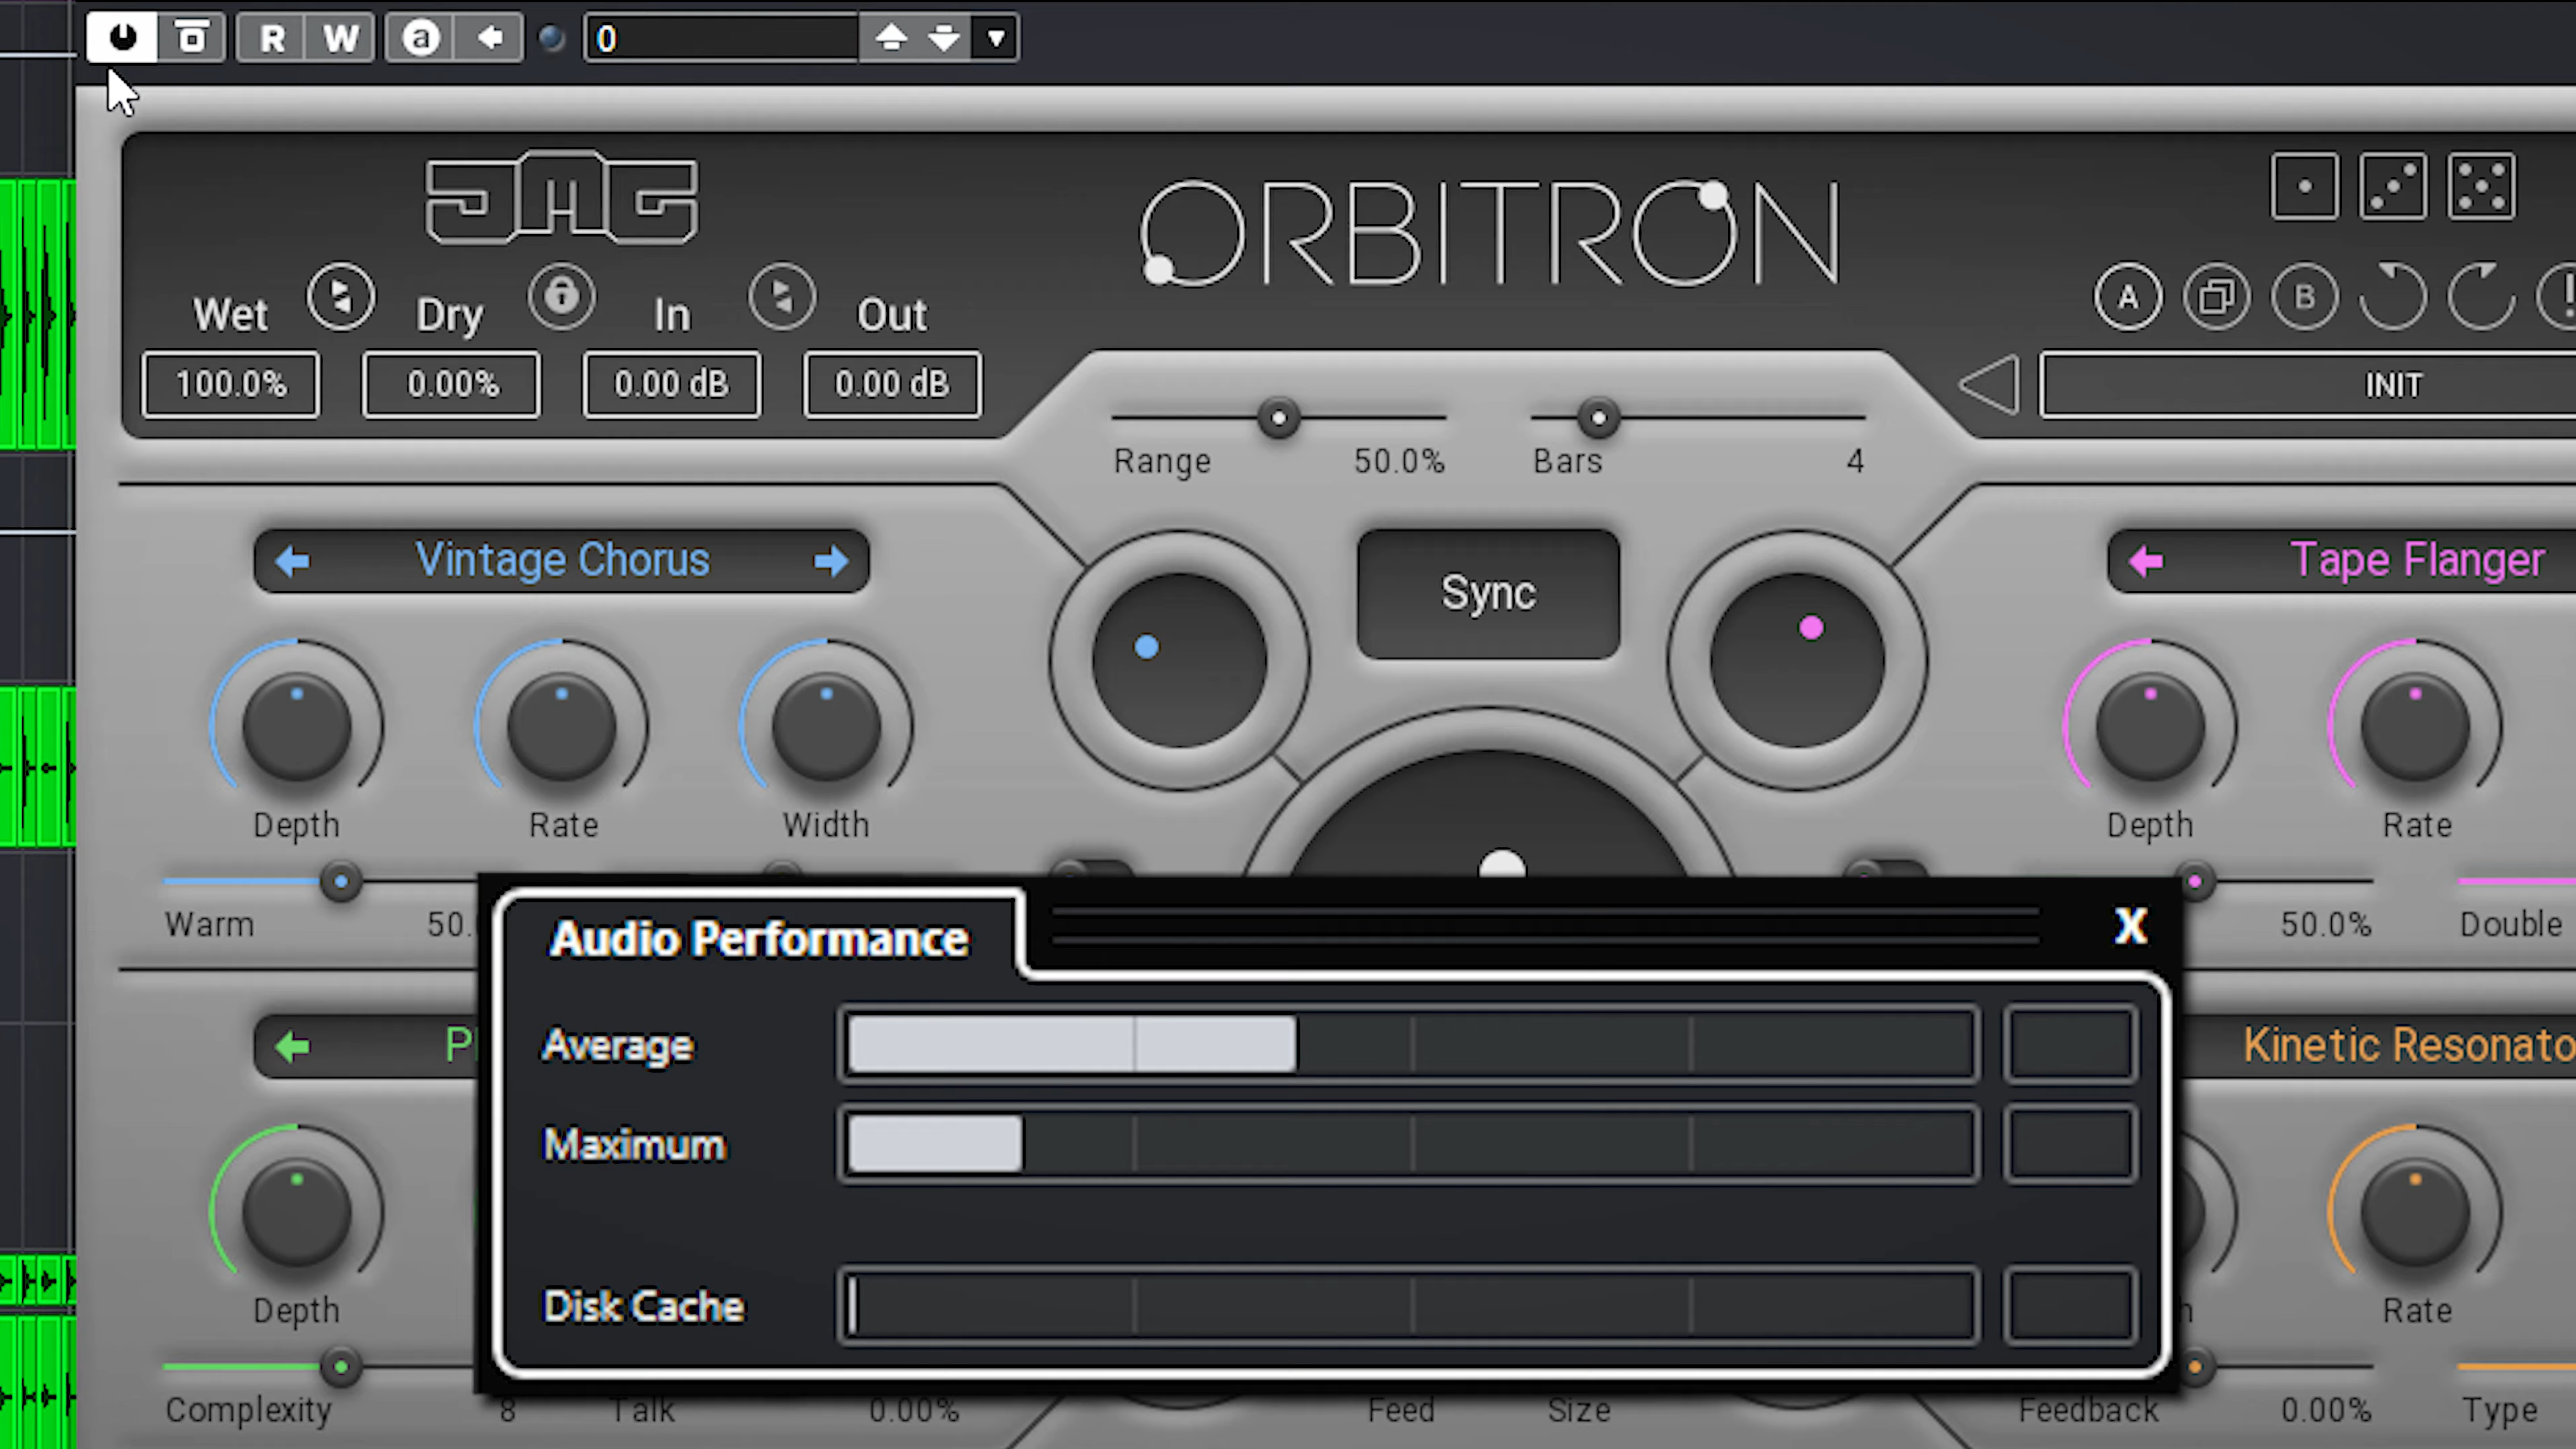 R W a 0
ORBITRON
Wet Dry In Out
A B
100.0% 0.00% 0.00 dB 0.00 dB
INIT
Range 50.0% Bars 4
Vintage Chorus
Sync
Tape Flanger
Depth Rate Width
Depth Rate
Warm 50.
50.0% Double
Audio Performance X
Average
Kinetic Resonato
Maximum
Disk Cache
Depth
Rate
Complexity 8 Talk 0.00%
Feed Size
Feedback 0.00% Type